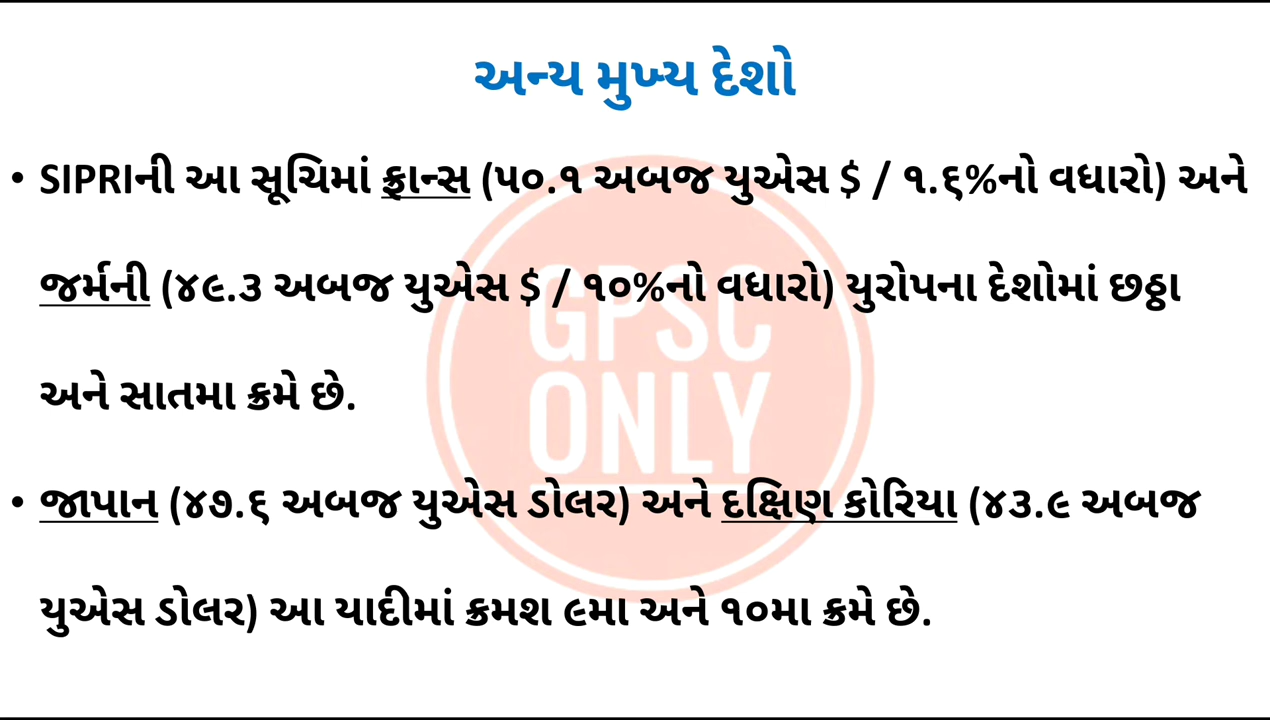 અન્ય મુખ્ય દેશો
• SIPRIની આ સૂચિમાં ફ્રાન્સ (૫૦.૧ અબજ યુએસ $ / ૧.૬%નો વધારો) અને
જર્મની (૪૯.૩ અબજ યુએસ $ / ૧૦%નો વધારો) યુરોપના દેશોમાં છઠ્ઠા
અને સાતમા ક્રમે છે.
• જાપાન (૪૭.૬ અબજ યુએસ ડોલર) અને દક્ષિણ કોરિયા (૪૩.૯ અબજ
યુએસ ડોલર) આ યાદીમાં ક્રમશ ૯મા અને ૧૦મા ક્રમે છે.
GPSC
ONLY